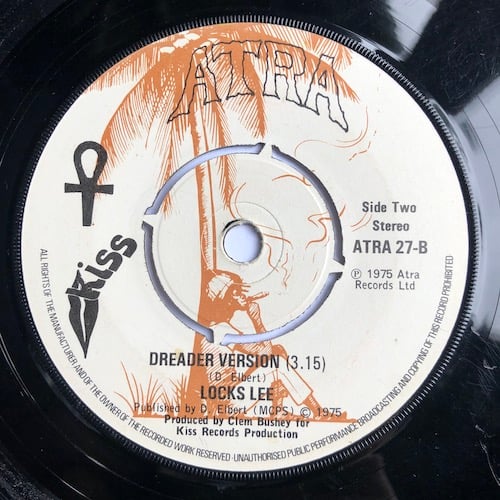 ATRA
Kiss
Side Two
Stereo
ATRA 27-B
℗ 1975 Atra
Records Ltd
DREADER VERSION (3.15)
(D. Elbert)
LOCKS LEE
Published by D. Elbert (MCPS) © 1975
Produced by Clem Bushey for
Kiss Records Production
ALL RIGHTS OF THE MANUFACTURER AND OF THE OWNER OF THE RECORDED WORK RESERVED-UNAUTHORISED PUBLIC PERFORMANCE BROADCASTING AND COPYING OF THIS RECORD PROHIBITED